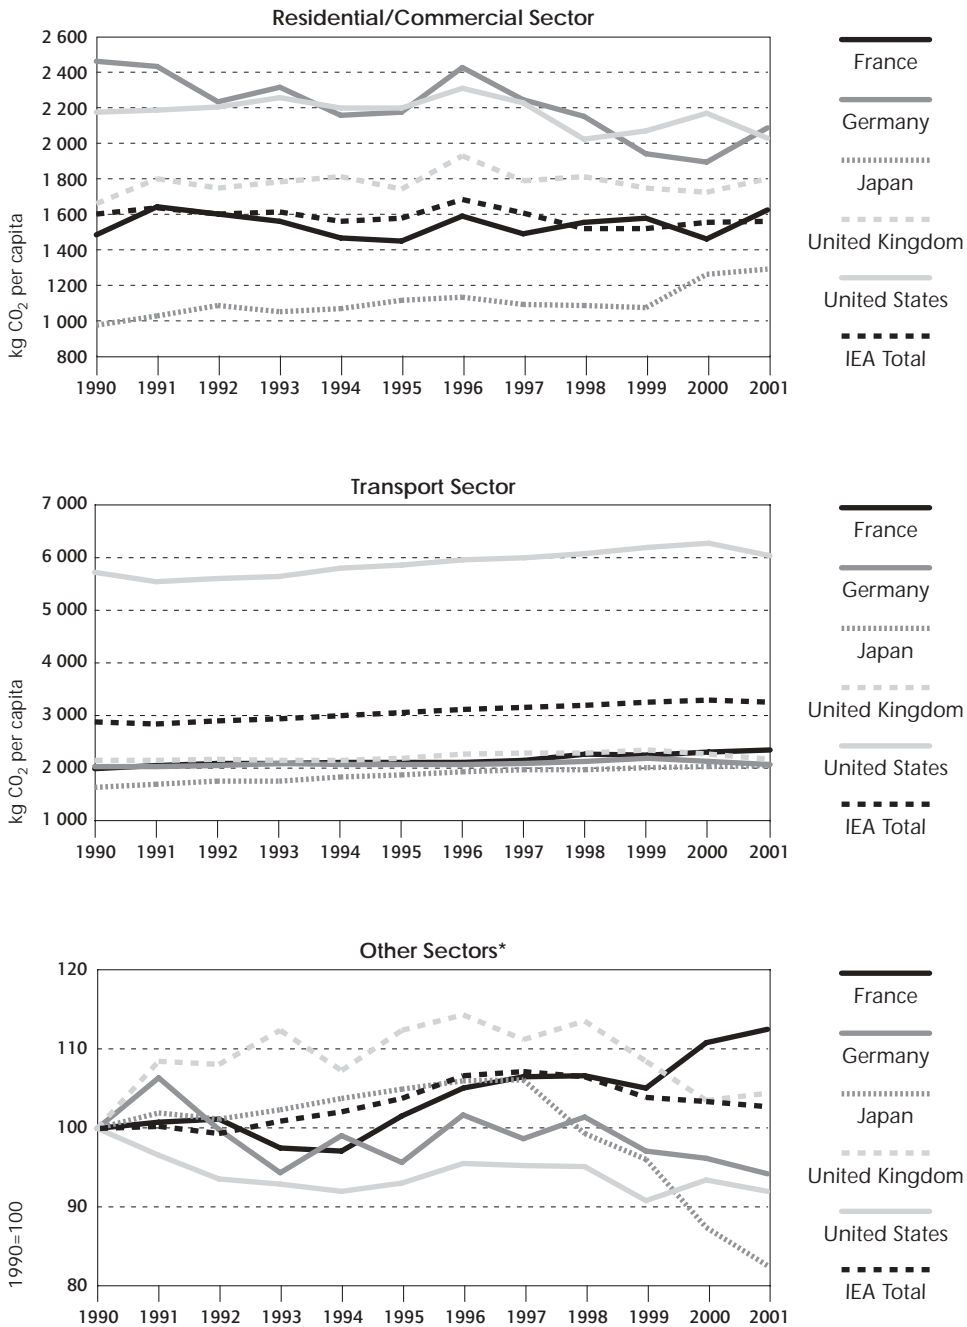 Residential/Commercial Sector
kg CO2 per capita
2 600
2 400
2 200
2 000
1 800
1 600
1 400
1 200
1 000
800
1990 1991 1992 1993 1994 1995 1996 1997 1998 1999 2000 2001
France
Germany
Japan
United Kingdom
United States
IEA Total
Transport Sector
kg CO2 per capita
7 000
6 000
5 000
4 000
3 000
2 000
1 000
1990 1991 1992 1993 1994 1995 1996 1997 1998 1999 2000 2001
France
Germany
Japan
United Kingdom
United States
IEA Total
Other Sectors*
1990=100
120
110
100
90
80
1990 1991 1992 1993 1994 1995 1996 1997 1998 1999 2000 2001
France
Germany
Japan
United Kingdom
United States
IEA Total